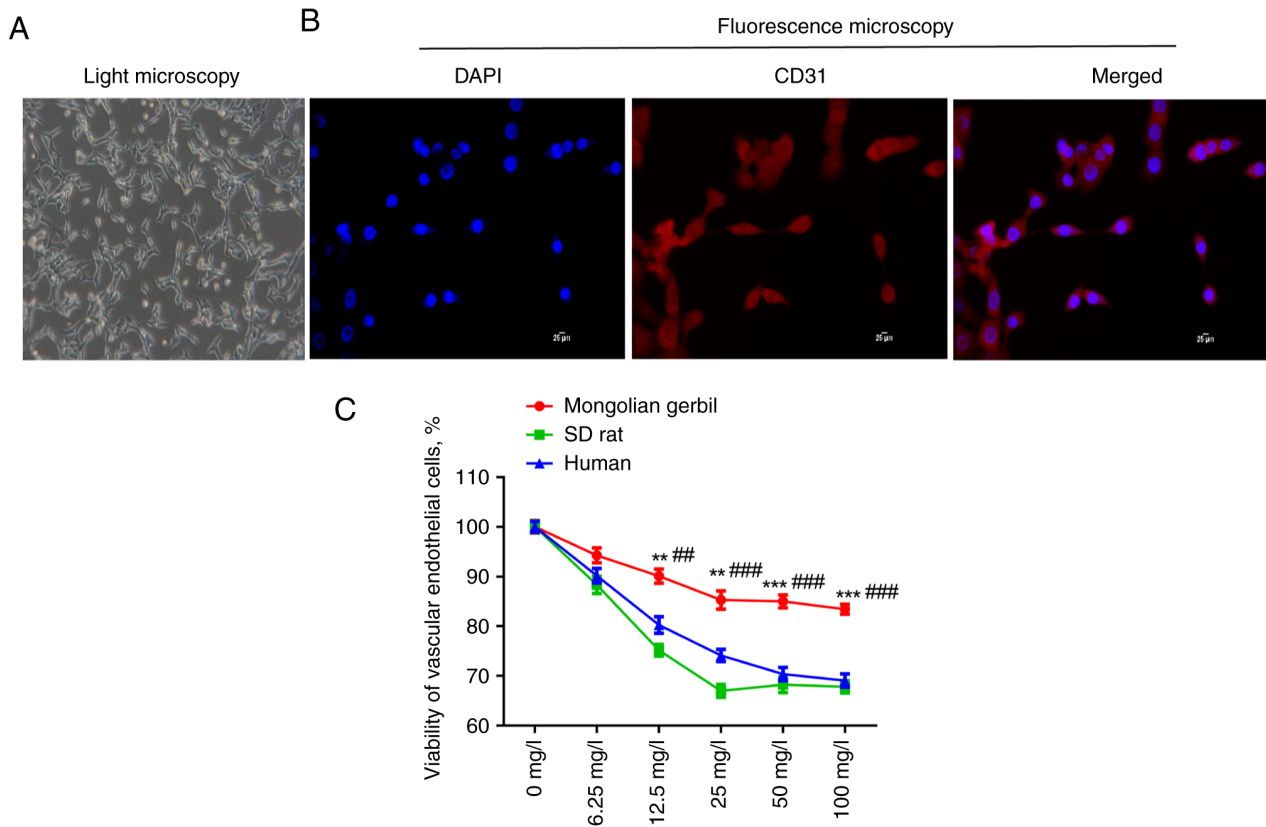 A
B
Fluorescence microscopy
Light microscopy
DAPI
CD31
Merged
25 µm
25 µm
25 µm
C
Mongolian gerbil
SD rat
Human
Viability of vascular endothelial cells, %
110
100
90
80
70
60
** ##
** ###
*** ###
*** ###
0 mg/l
6.25 mg/l
12.5 mg/l
25 mg/l
50 mg/l
100 mg/l